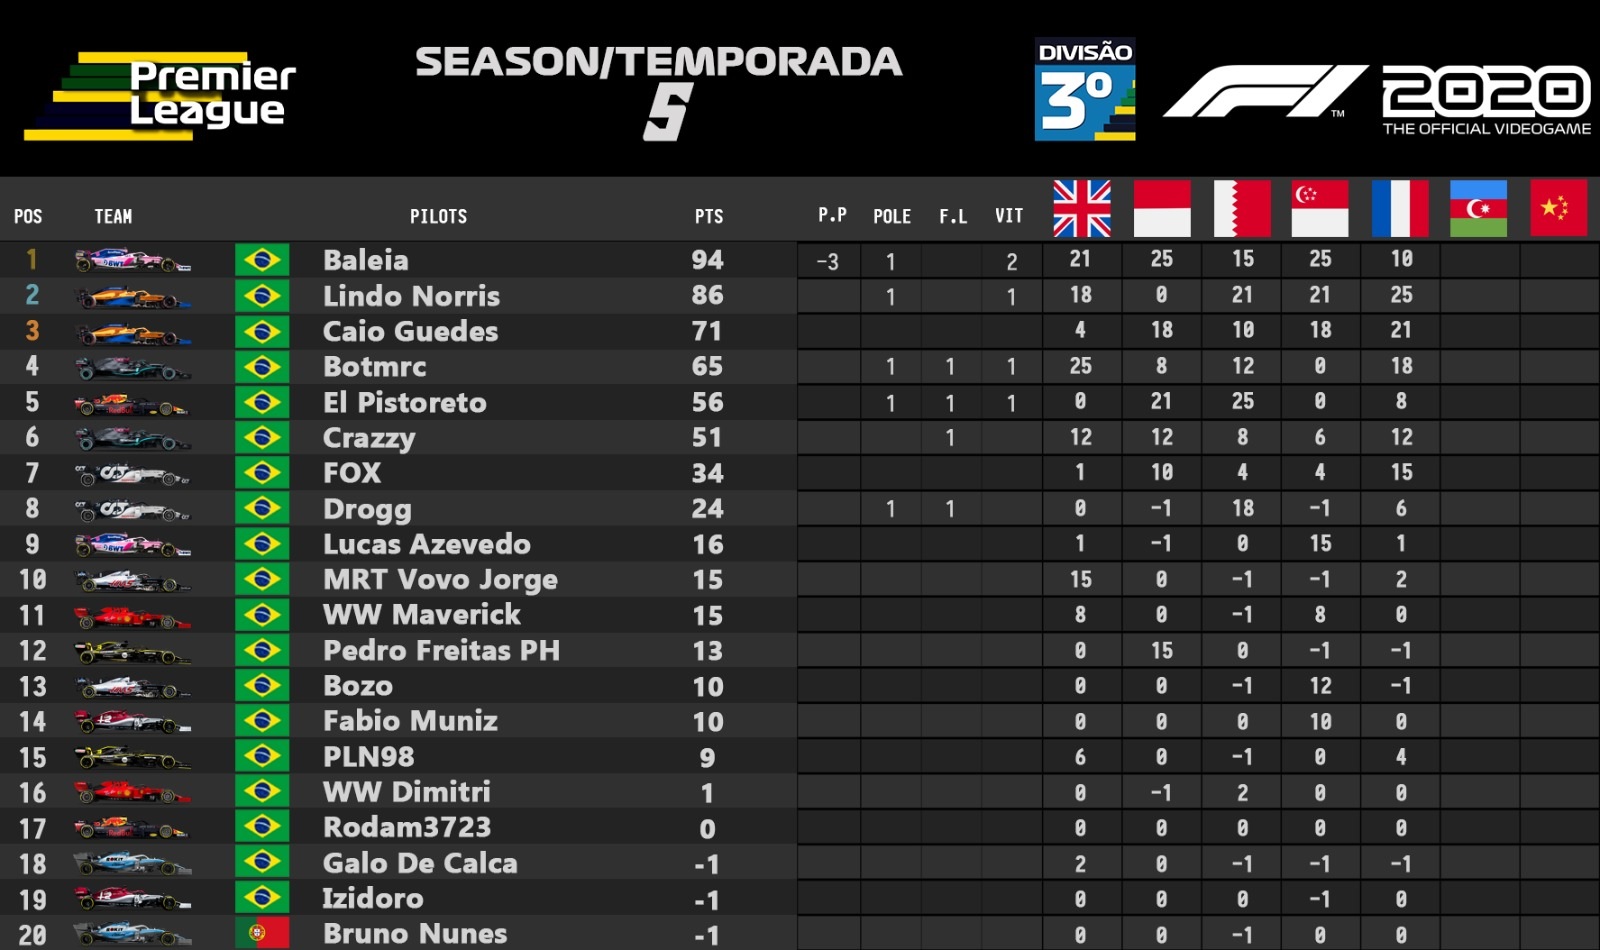 Premier
League
SEASON/TEMPORADA
5
DIVISÃO
3º
F1 TM 2020
THE OFFICIAL VIDEOGAME
POS TEAM PILOTS PTS P.P POLE F.L VIT
1 Baleia 94 -3 1 2 21 25 15 25 10
2 Lindo Norris 86 1 1 18 0 21 21 25
3 Caio Guedes 71 4 18 10 18 21
4 Botmrc 65 1 1 1 25 8 12 0 18
5 El Pistoreto 56 1 1 1 0 21 25 0 8
6 Crazzy 51 1 12 12 8 6 12
7 FOX 34 1 10 4 4 15
8 Drogg 24 1 1 0 -1 18 -1 6
9 Lucas Azevedo 16 1 -1 0 15 1
10 MRT Vovo Jorge 15 15 0 -1 -1 2
11 WW Maverick 15 8 0 -1 8 0
12 Pedro Freitas PH 13 0 15 0 -1 -1
13 Bozo 10 0 0 -1 12 -1
14 Fabio Muniz 10 0 0 0 10 0
15 PLN98 9 6 0 -1 0 4
16 WW Dimitri 1 0 -1 2 0 0
17 Rodam3723 0 0 0 0 0 0
18 Galo De Calca -1 2 0 -1 -1 -1
19 Izidoro -1 0 0 0 -1 0
20 Bruno Nunes -1 0 0 -1 0 0